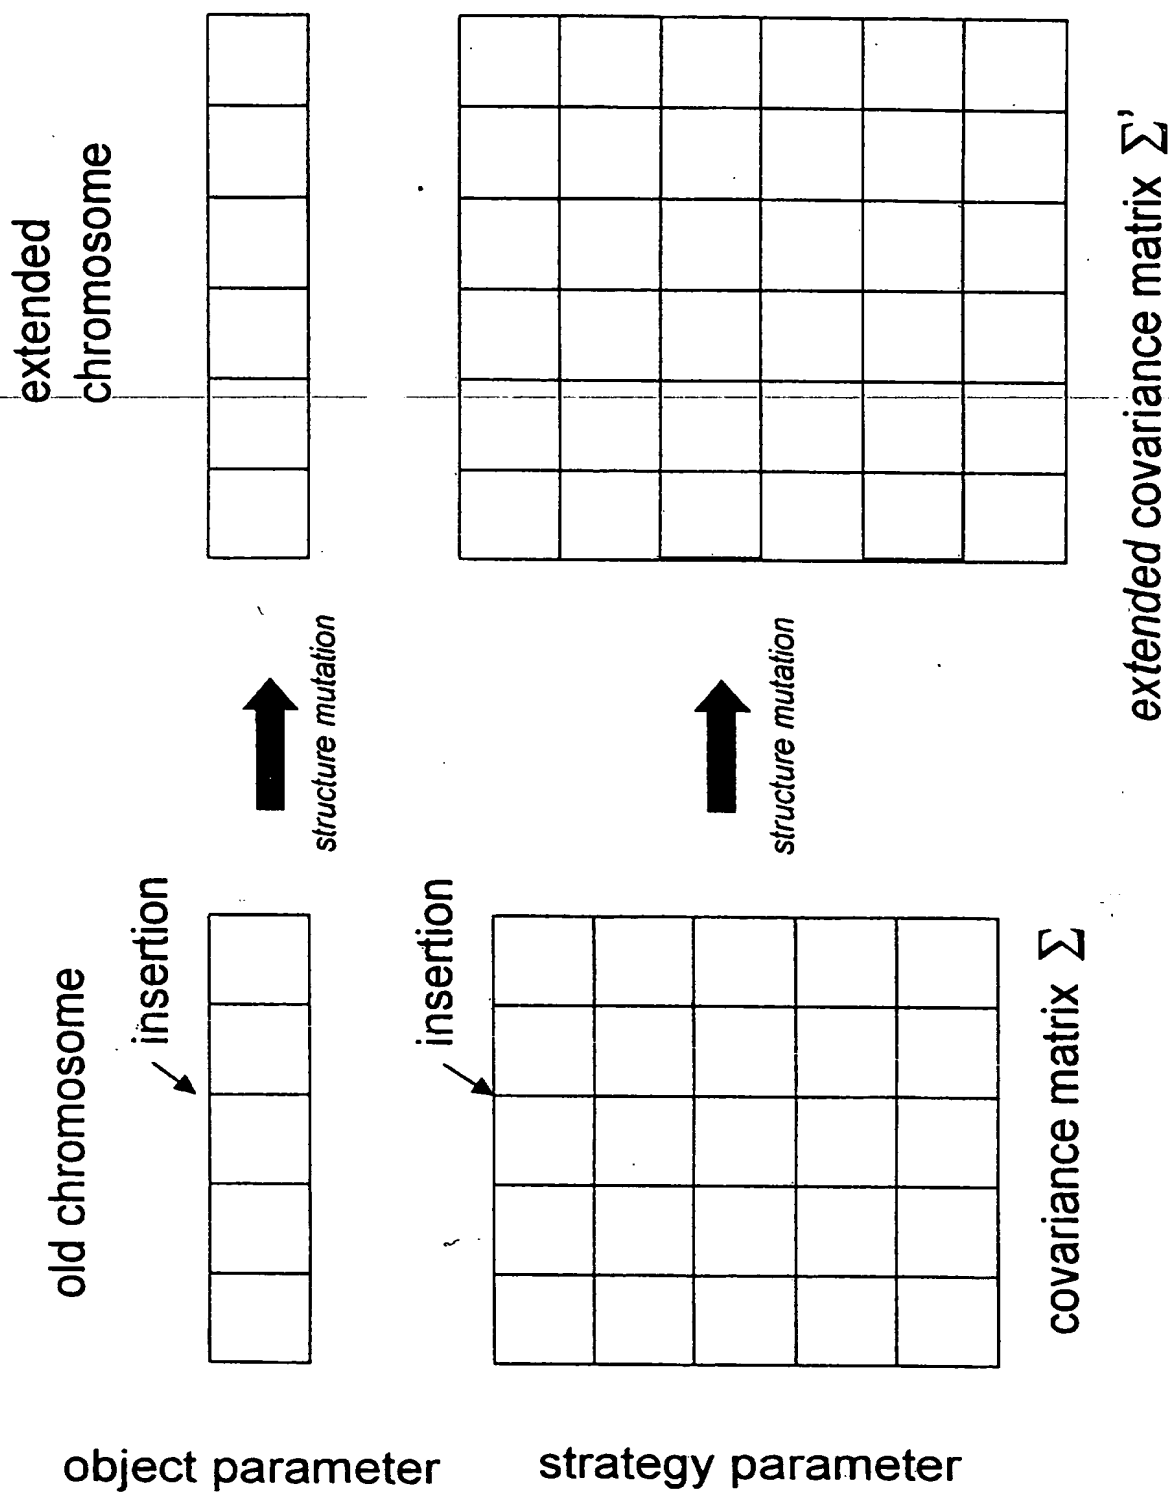 old chromosome
insertion
structure mutation
extended
chromosome
insertion
structure mutation
covariance matrix Σ
extended covariance matrix Σ'
object parameter
strategy parameter